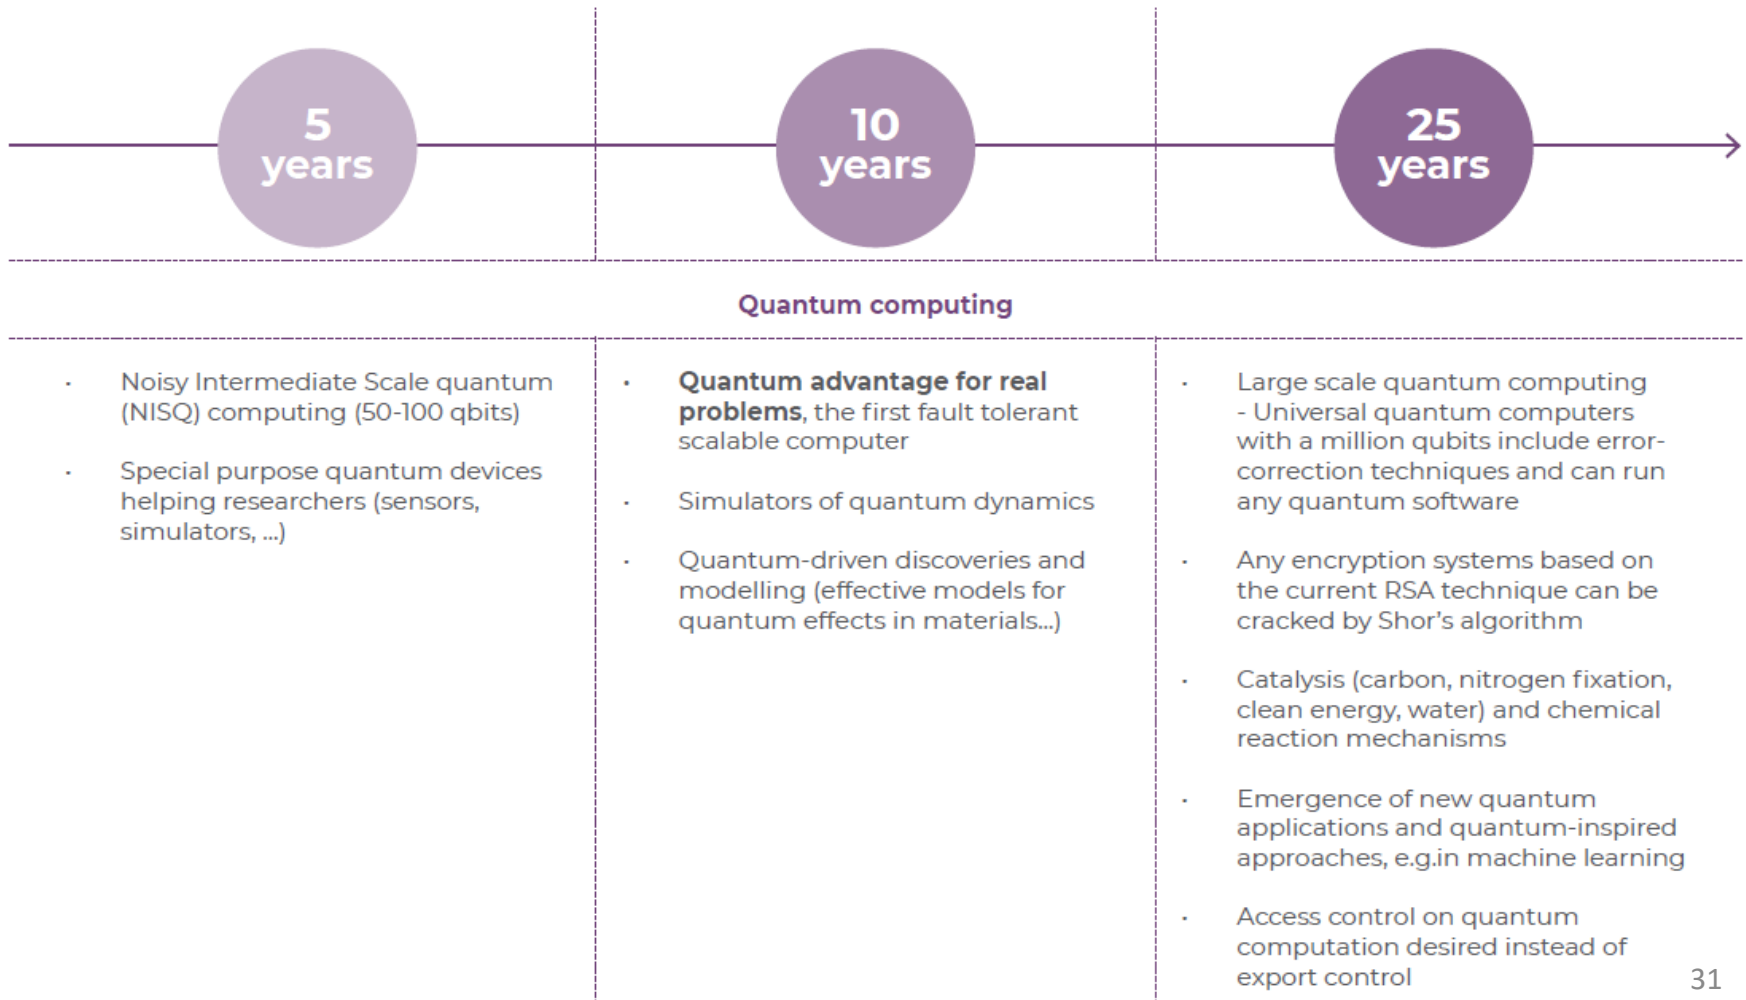 5
years
10
years
25
years
Quantum computing
· Noisy Intermediate Scale quantum
(NISQ) computing (50-100 qbits)
· Special purpose quantum devices
helping researchers (sensors,
simulators, ...)
· Quantum advantage for real
problems, the first fault tolerant
scalable computer
· Simulators of quantum dynamics
· Quantum-driven discoveries and
modelling (effective models for
quantum effects in materials...)
· Large scale quantum computing
- Universal quantum computers
with a million qubits include error-
correction techniques and can run
any quantum software
· Any encryption systems based on
the current RSA technique can be
cracked by Shor's algorithm
· Catalysis (carbon, nitrogen fixation,
clean energy, water) and chemical
reaction mechanisms
· Emergence of new quantum
applications and quantum-inspired
approaches, e.g.in machine learning
· Access control on quantum
computation desired instead of
export control
31